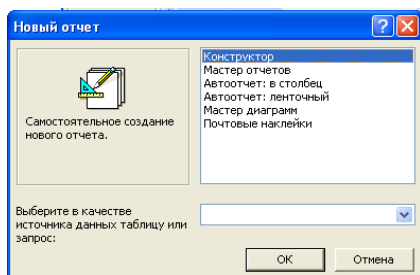 Новый отчет
Самостоятельное создание
нового отчета.
Конструктор
Мастер отчетов
Автоотчет: в столбец
Автоотчет: ленточный
Мастер диаграмм
Почтовые наклейки
Выберите в качестве
источника данных таблицу или
запрос:
ОК
Отмена